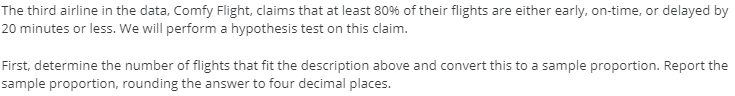 The third airline in the data, Comfy Flight, claims that at least 80% of their flights are either early, on-time, or delayed by
20 minutes or less. We will perform a hypothesis test on this claim.
First, determine the number of flights that fit the description above and convert this to a sample proportion. Report the
sample proportion, rounding the answer to four decimal places.